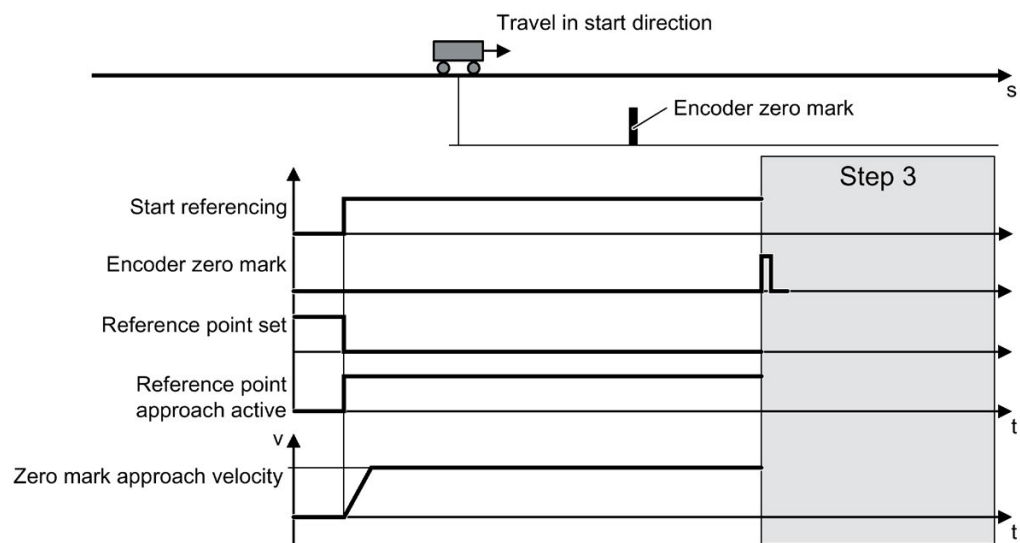 Travel in start direction
s
Encoder zero mark
Step 3
Start referencing
Encoder zero mark
Reference point set
Reference point
approach active
t
v
Zero mark approach velocity
t